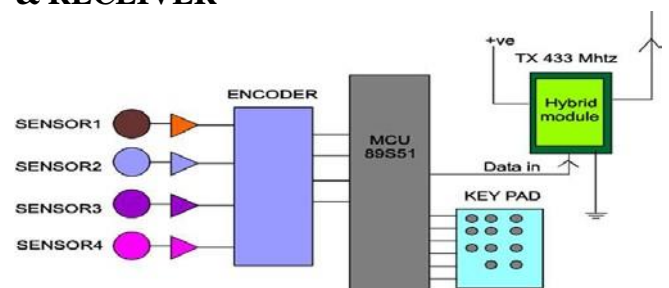 & RECEIVER
+ve
TX 433 Mhtz
ENCODER
Hybrid
module
SENSOR1
MCU
89S51
SENSOR2
Data in
KEY PAD
SENSOR3
SENSOR4